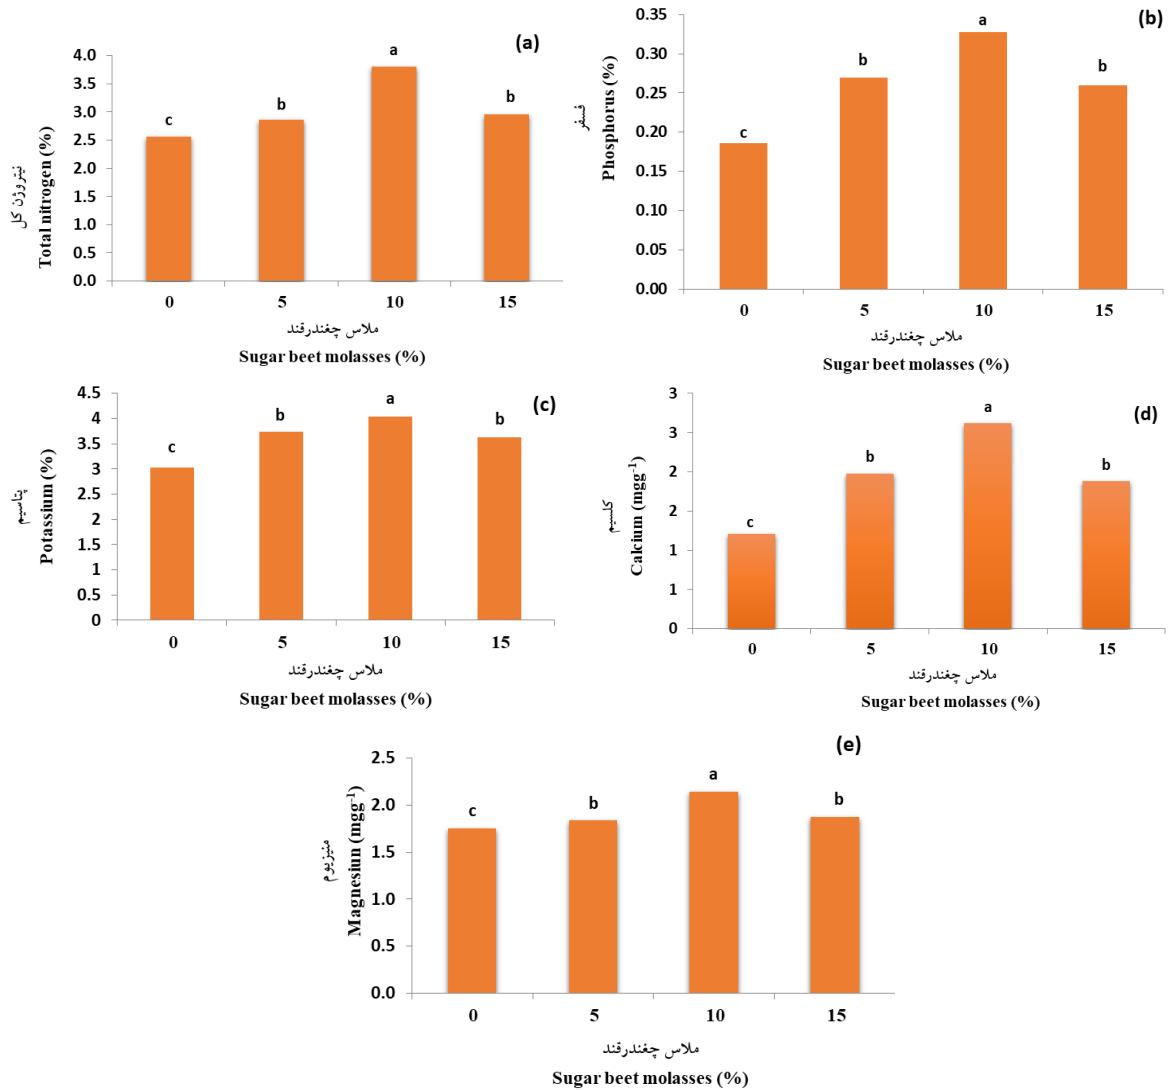 (a)
4.0
3.5
3.0
2.5
2.0
1.5
1.0
0.5
0.0
c
b
a
b
0 5 10 15
نیتروژن کل
Total nitrogen (%)
ملاس چغندرقند
Sugar beet molasses (%)
(b)
0.35
0.30
0.25
0.20
0.15
0.10
0.05
0.00
c
b
a
b
0 5 10 15
فسفر
Phosphorus (%)
ملاس چغندرقند
Sugar beet molasses (%)
(c)
4.5
4
3.5
3
2.5
2
1.5
1
0.5
0
c
b
a
b
0 5 10 15
پتاسیم
Potassium (%)
ملاس چغندرقند
Sugar beet molasses (%)
(d)
3
3
2
2
1
1
0
c
b
a
b
0 5 10 15
کلسیم
Calcium (mgg⁻¹)
ملاس چغندرقند
Sugar beet molasses (%)
(e)
2.5
2.0
1.5
1.0
0.5
0.0
c
b
a
b
0 5 10 15
منیزیوم
Magnesiun (mgg⁻¹)
ملاس چغندرقند
Sugar beet molasses (%)